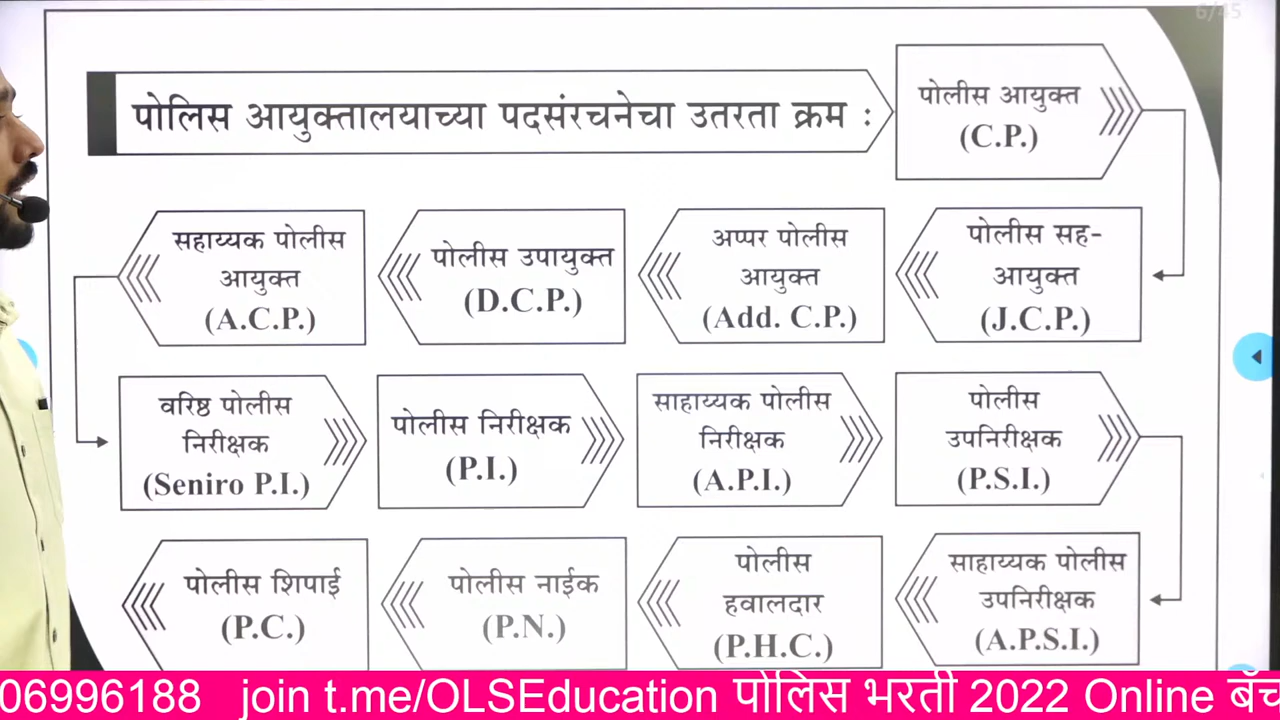 6/45
पोलिस आयुक्तालयाच्या पदसंरचनेचा उतरता क्रम :
पोलीस आयुक्त
(C.P.)
पोलीस सह-
आयुक्त
(J.C.P.)
अप्पर पोलीस
आयुक्त
(Add. C.P.)
पोलीस उपायुक्त
(D.C.P.)
सहाय्यक पोलीस
आयुक्त
(A.C.P.)
वरिष्ठ पोलीस
निरीक्षक
(Seniro P.I.)
पोलीस निरीक्षक
(P.I.)
साहाय्यक पोलीस
निरीक्षक
(A.P.I.)
पोलीस
उपनिरीक्षक
(P.S.I.)
साहाय्यक पोलीस
उपनिरीक्षक
(A.P.S.I.)
पोलीस
हवालदार
(P.H.C.)
पोलीस नाईक
(P.N.)
पोलीस शिपाई
(P.C.)
06996188 join t.me/OLSEducation पोलिस भरती 2022 Online बॅच